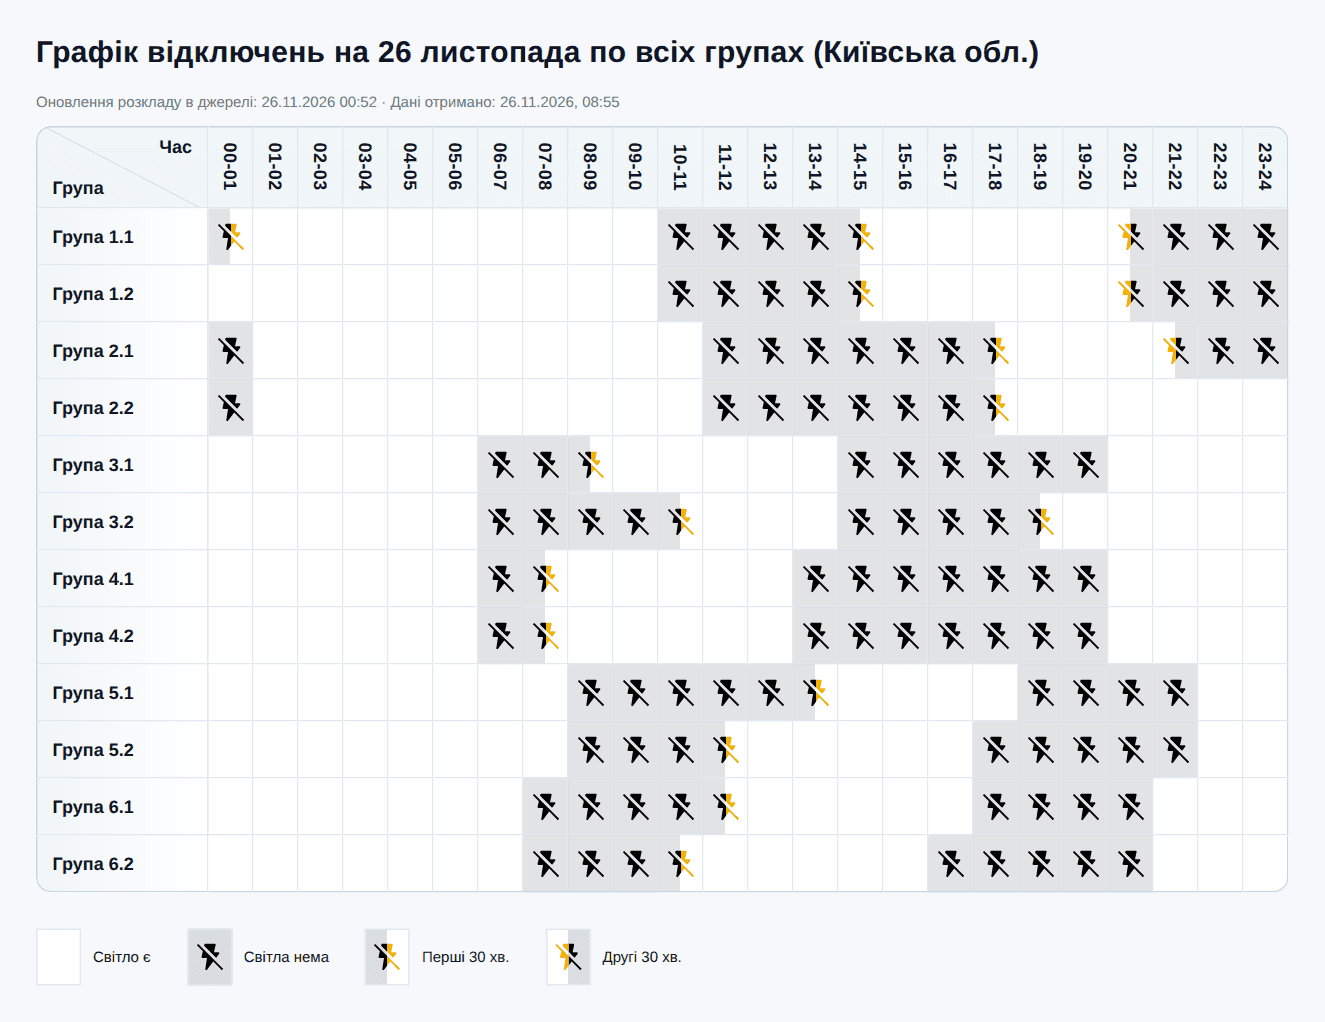 Графік відключень на 26 листопада по всіх групах (Київська обл.)
Оновлення розкладу в джерелі: 26.11.2026 00:52 · Дані отримано: 26.11.2026, 08:55
Час
Група
00-01 01-02 02-03 03-04 04-05 05-06 06-07 07-08 08-09 09-10 10-11 11-12 12-13 13-14 14-15 15-16 16-17 17-18 18-19 19-20 20-21 21-22 22-23 23-24
Група 1.1
Група 1.2
Група 2.1
Група 2.2
Група 3.1
Група 3.2
Група 4.1
Група 4.2
Група 5.1
Група 5.2
Група 6.1
Група 6.2
Світло є Світла нема Перші 30 хв. Другі 30 хв.